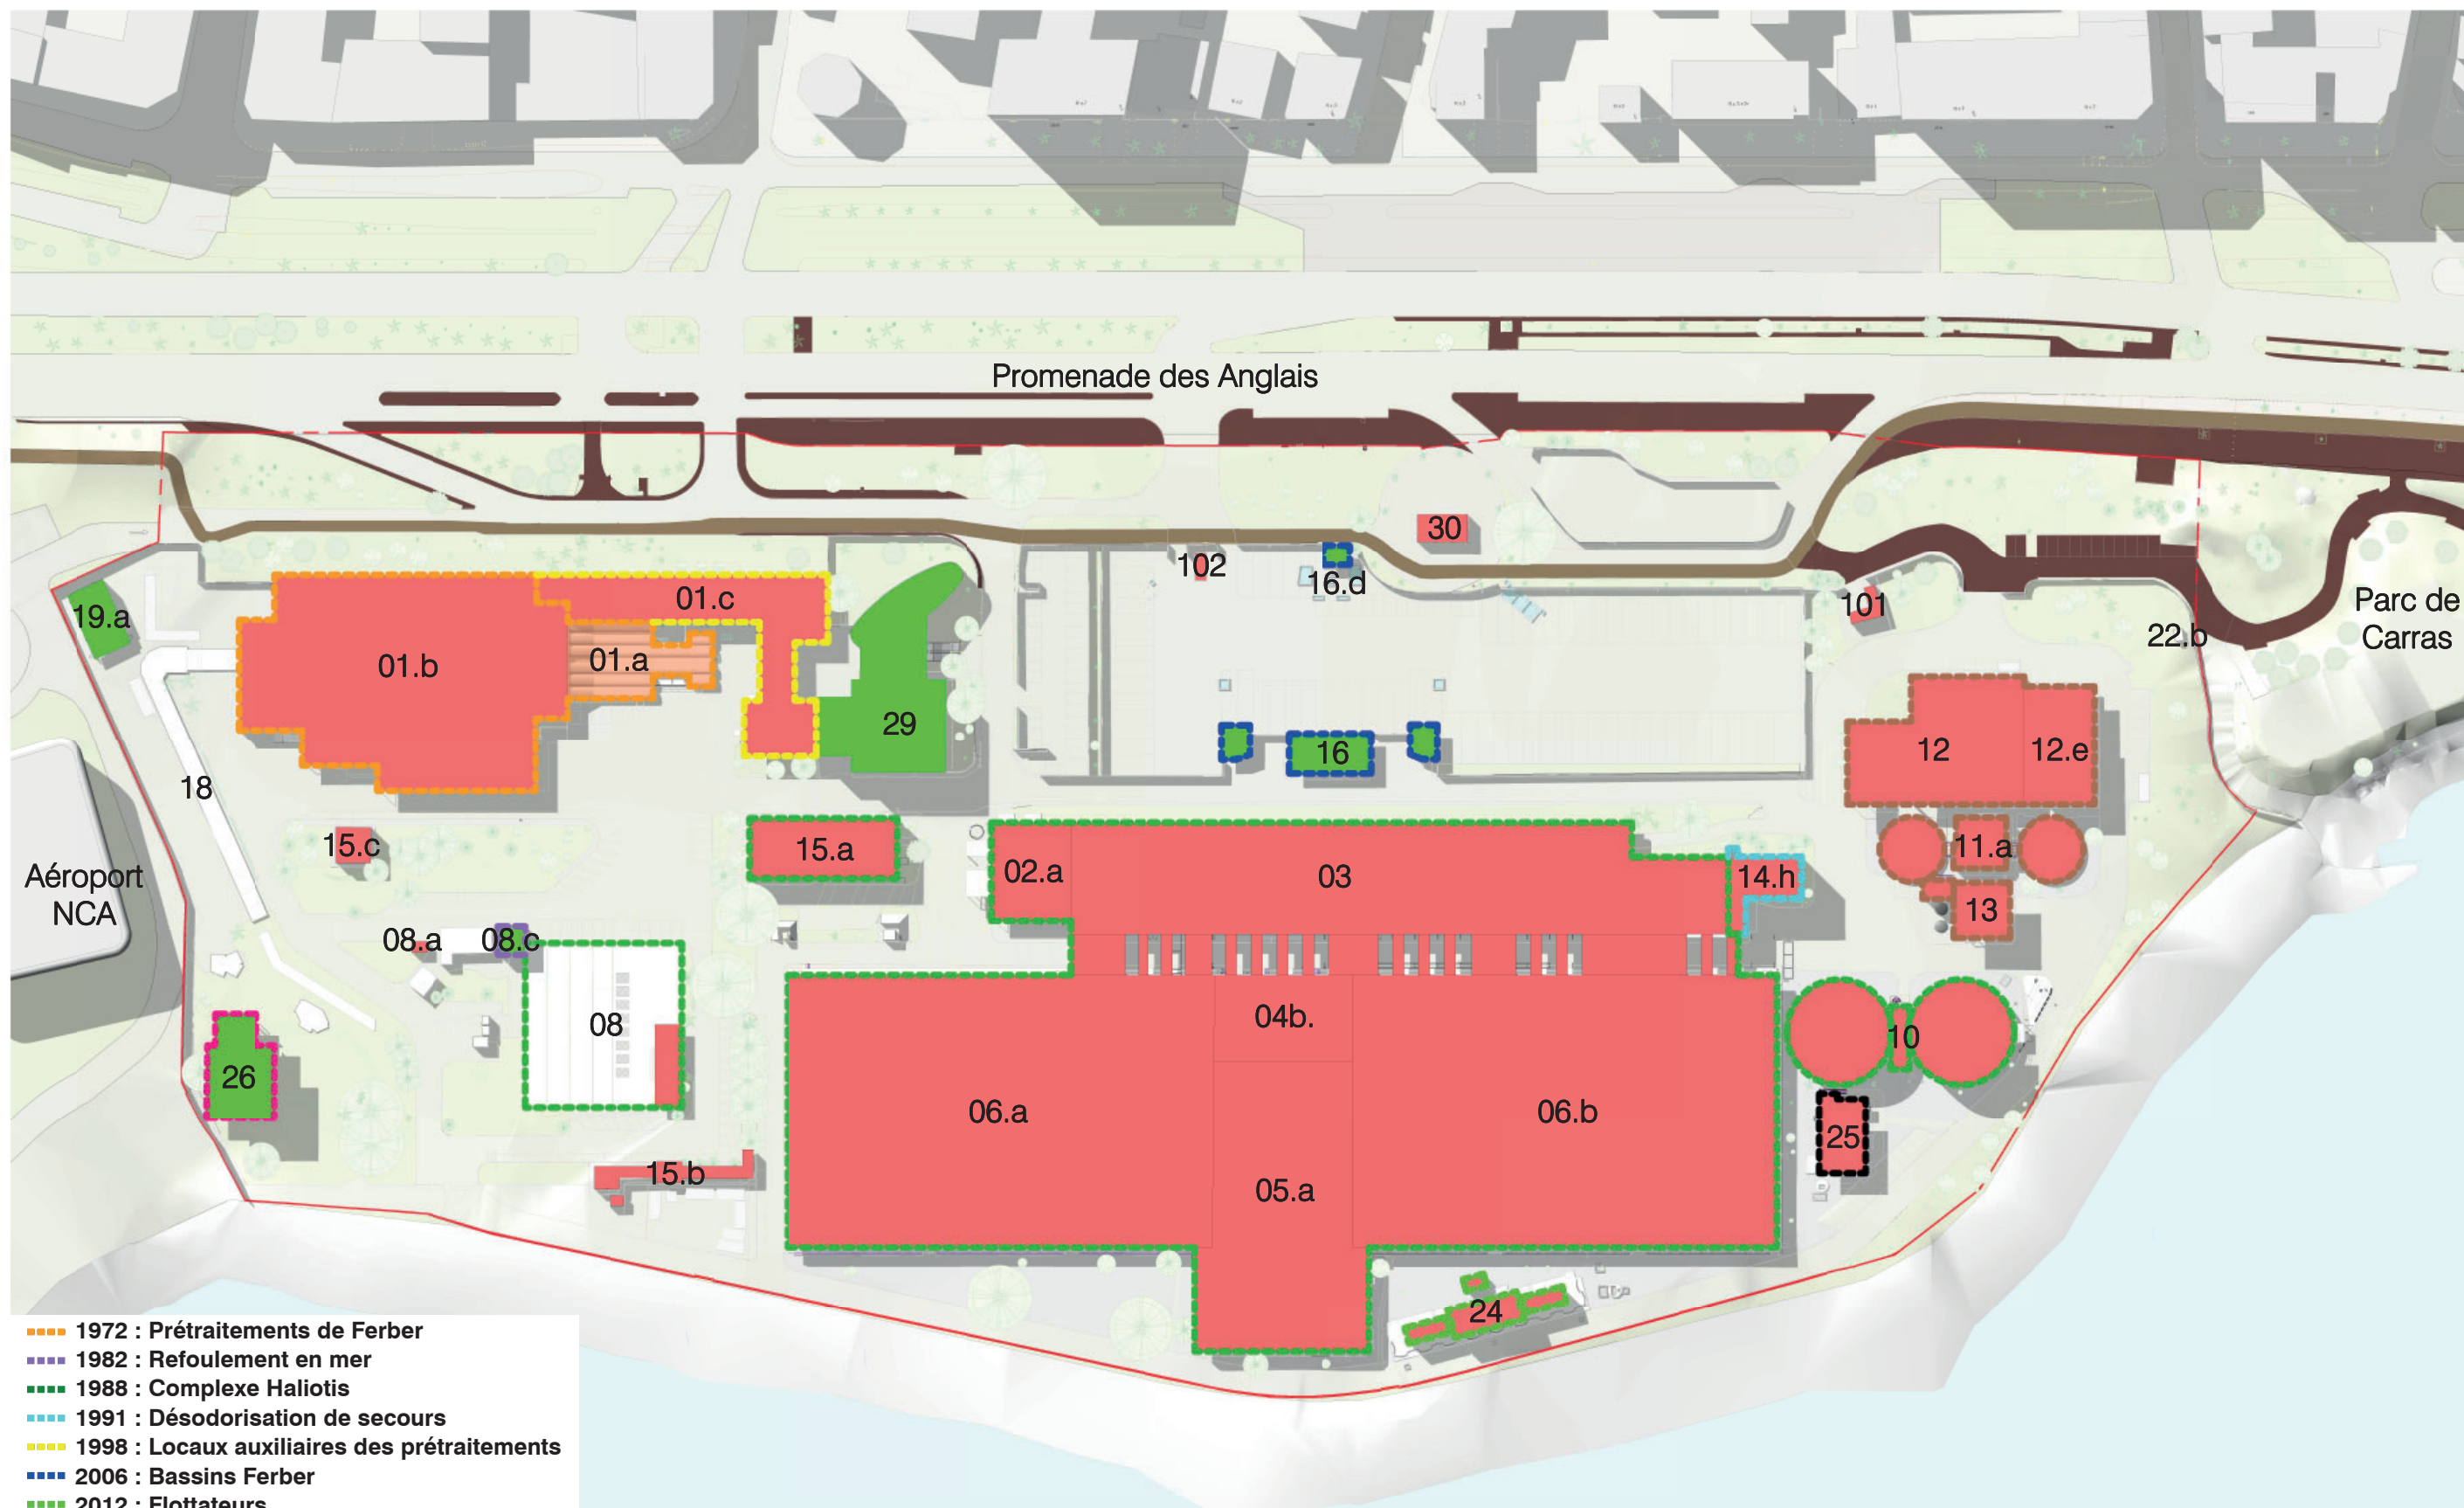 Promenade des Anglais
30
102
16.d
101
Parc de
Carras
22.b
19.a
01.c
01.b
01.a
29
16
12
12.e
18
15.c
15.a
02.a
03
14.h
11.a
13
Aéroport
NCA
08.a
08.c
08
04b.
10
26
06.a
06.b
25
15.b
05.a
24
1972 : Prétraitements de Ferber
1982 : Refoulement en mer
1988 : Complexe Haliotis
1991 : Désodorisation de secours
1998 : Locaux auxiliaires des prétraitements
2006 : Bassins Ferber
2012 : Flottateurs